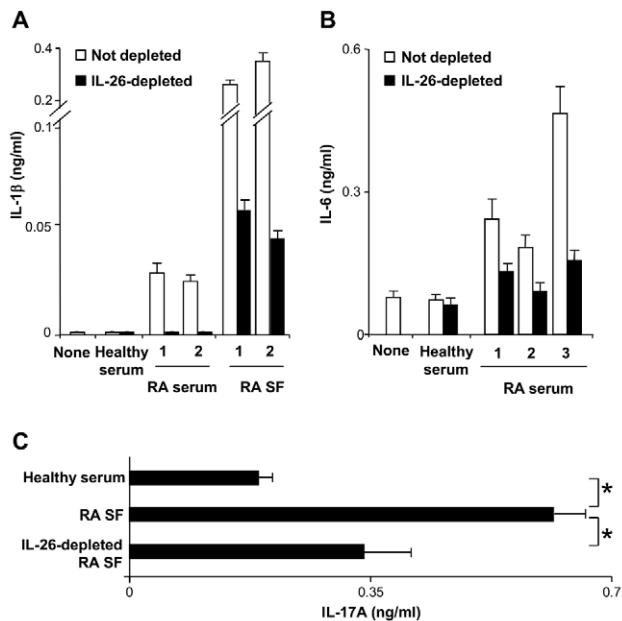 A
B
0.4
0.2
0.1
0.05
0
IL-1β (ng/ml)
Not depleted
IL-26-depleted
None
Healthy
serum
1 2
RA serum
1 2
RA SF
0.6
0.3
0
IL-6 (ng/ml)
Not depleted
IL-26-depleted
None
Healthy
serum
1 2 3
RA serum
C
Healthy serum
RA SF
IL-26-depleted
RA SF
*
*
0 0.35 0.7
IL-17A (ng/ml)